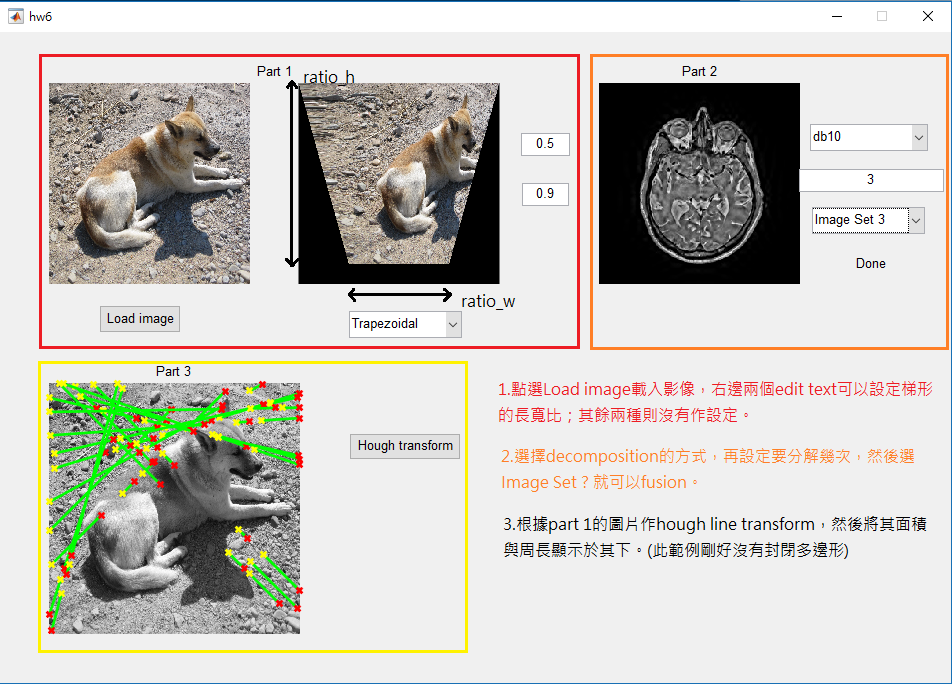 hw6
Part 1
ratio_h
0.5
0.9
ratio_w
Load image
Trapezoidal
Part 2
db10
3
Image Set 3
Done
Part 3
Hough transform
1.點選Load image載入影像，右邊兩個edit text可以設定梯形
的長寬比；其餘兩種則沒有作設定。
2.選擇decomposition的方式，再設定要分解幾次，然後選
Image Set ? 就可以fusion。
3.根據part 1的圖片作hough line transform，然後將其面積
與周長顯示於其下。(此範例剛好沒有封閉多邊形)